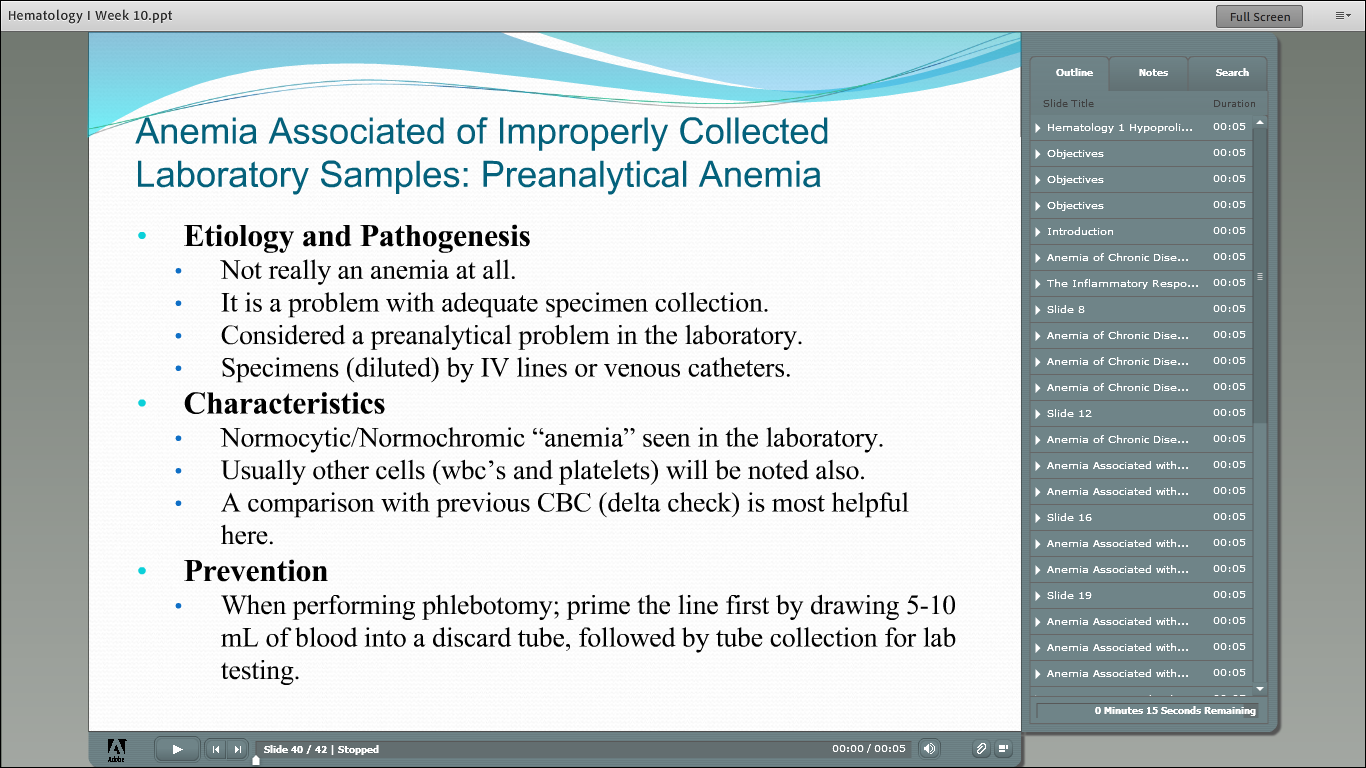 Hematology I Week 10.ppt
Full Screen
Anemia Associated of Improperly Collected
Laboratory Samples: Preanalytical Anemia
• Etiology and Pathogenesis
• Not really an anemia at all.
• It is a problem with adequate specimen collection.
• Considered a preanalytical problem in the laboratory.
• Specimens (diluted) by IV lines or venous catheters.
• Characteristics
• Normocytic/Normochromic “anemia” seen in the laboratory.
• Usually other cells (wbc’s and platelets) will be noted also.
• A comparison with previous CBC (delta check) is most helpful
here.
• Prevention
• When performing phlebotomy; prime the line first by drawing 5-10
mL of blood into a discard tube, followed by tube collection for lab
testing.
Outline Notes Search
Slide Title Duration
Hematology 1 Hypoproli... 00:05
Objectives 00:05
Objectives 00:05
Objectives 00:05
Introduction 00:05
Anemia of Chronic Dise... 00:05
The Inflammatory Respo... 00:05
Slide 8 00:05
Anemia of Chronic Dise... 00:05
Anemia of Chronic Dise... 00:05
Anemia of Chronic Dise... 00:05
Slide 12 00:05
Anemia of Chronic Dise... 00:05
Anemia Associated with... 00:05
Anemia Associated with... 00:05
Slide 16 00:05
Anemia Associated with... 00:05
Anemia Associated with... 00:05
Slide 19 00:05
Anemia Associated with... 00:05
Anemia Associated with... 00:05
Anemia Associated with... 00:05
0 Minutes 15 Seconds Remaining
Adobe
Slide 40 / 42 | Stopped
00:00 / 00:05